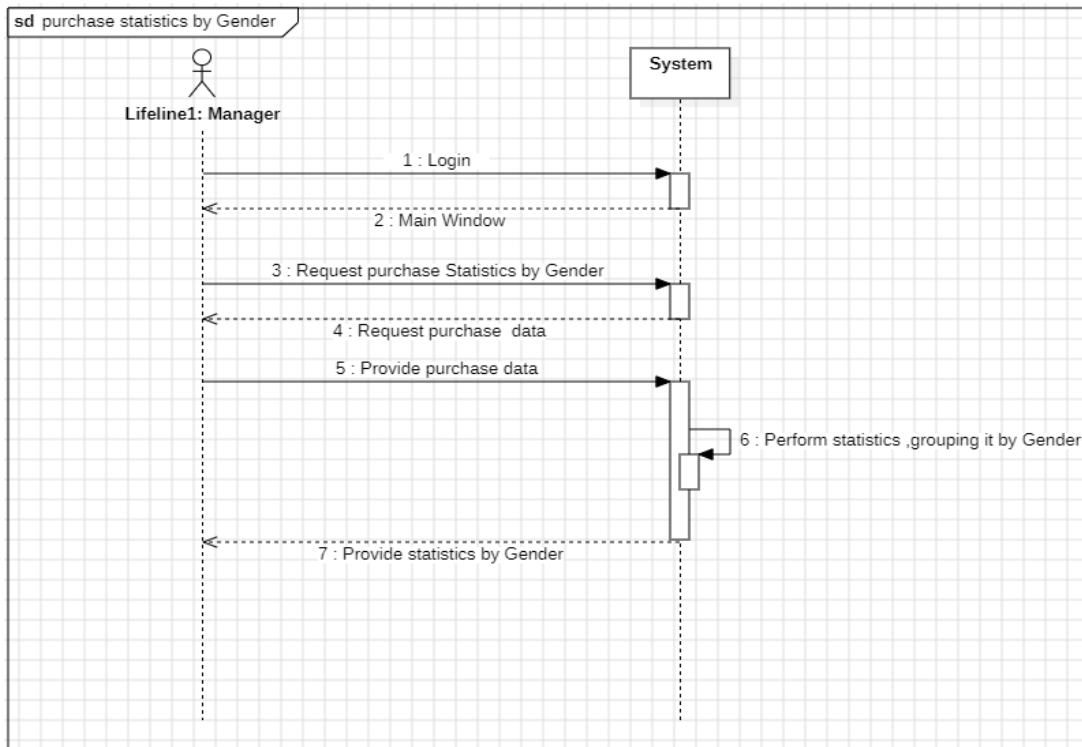 sd purchase statistics by Gender
System
Lifeline1: Manager
1 : Login
2 : Main Window
3 : Request purchase Statistics by Gender
4 : Request purchase  data
5 : Provide purchase data
6 : Perform statistics ,grouping it by Gender
7 : Provide statistics by Gender